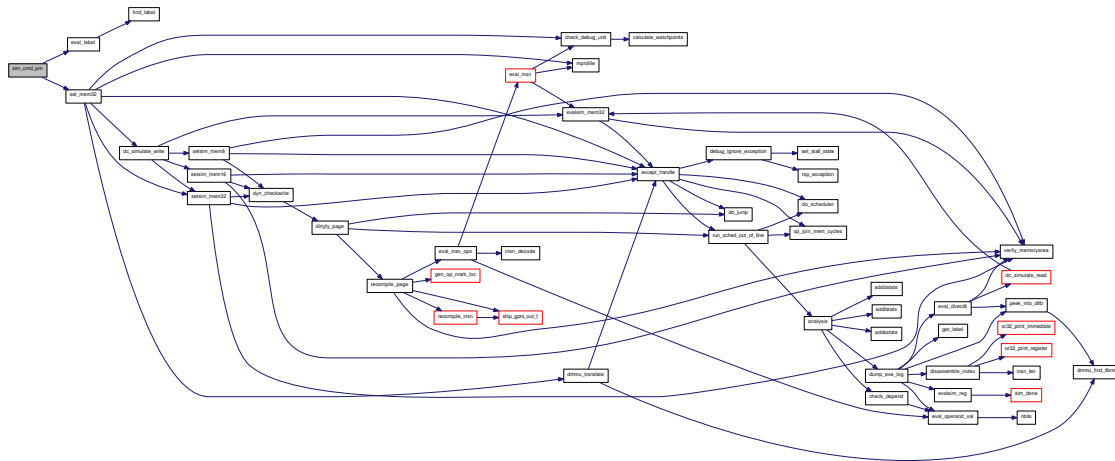 find_label
eval_label
sim_cmd_pm
set_mem32
check_debug_unit
calculate_watchpoints
mprofile
eval_insn
evalsim_mem32
dc_simulate_write
setsim_mem8
setsim_mem16
setsim_mem32
dyn_checkwrite
debug_ignore_exception
set_stall_state
rsp_exception
except_handle
do_scheduler
do_jump
op_join_mem_cycles
run_sched_out_of_line
dirtyfy_page
eval_insn_ops
insn_decode
gen_op_mark_loc
recompile_page
recompile_insn
ship_gprs_out_t
verify_memoryarea
dc_simulate_read
adddstats
addfstats
addsstats
analysis
eval_direct8
peek_into_dtlb
get_label
or32_print_immediate
or32_print_register
dmmu_translate
dump_exe_log
disassemble_index
insn_len
dmmu_find_tlbmr
check_depend
evalsim_reg
sim_done
eval_operand_val
nbits